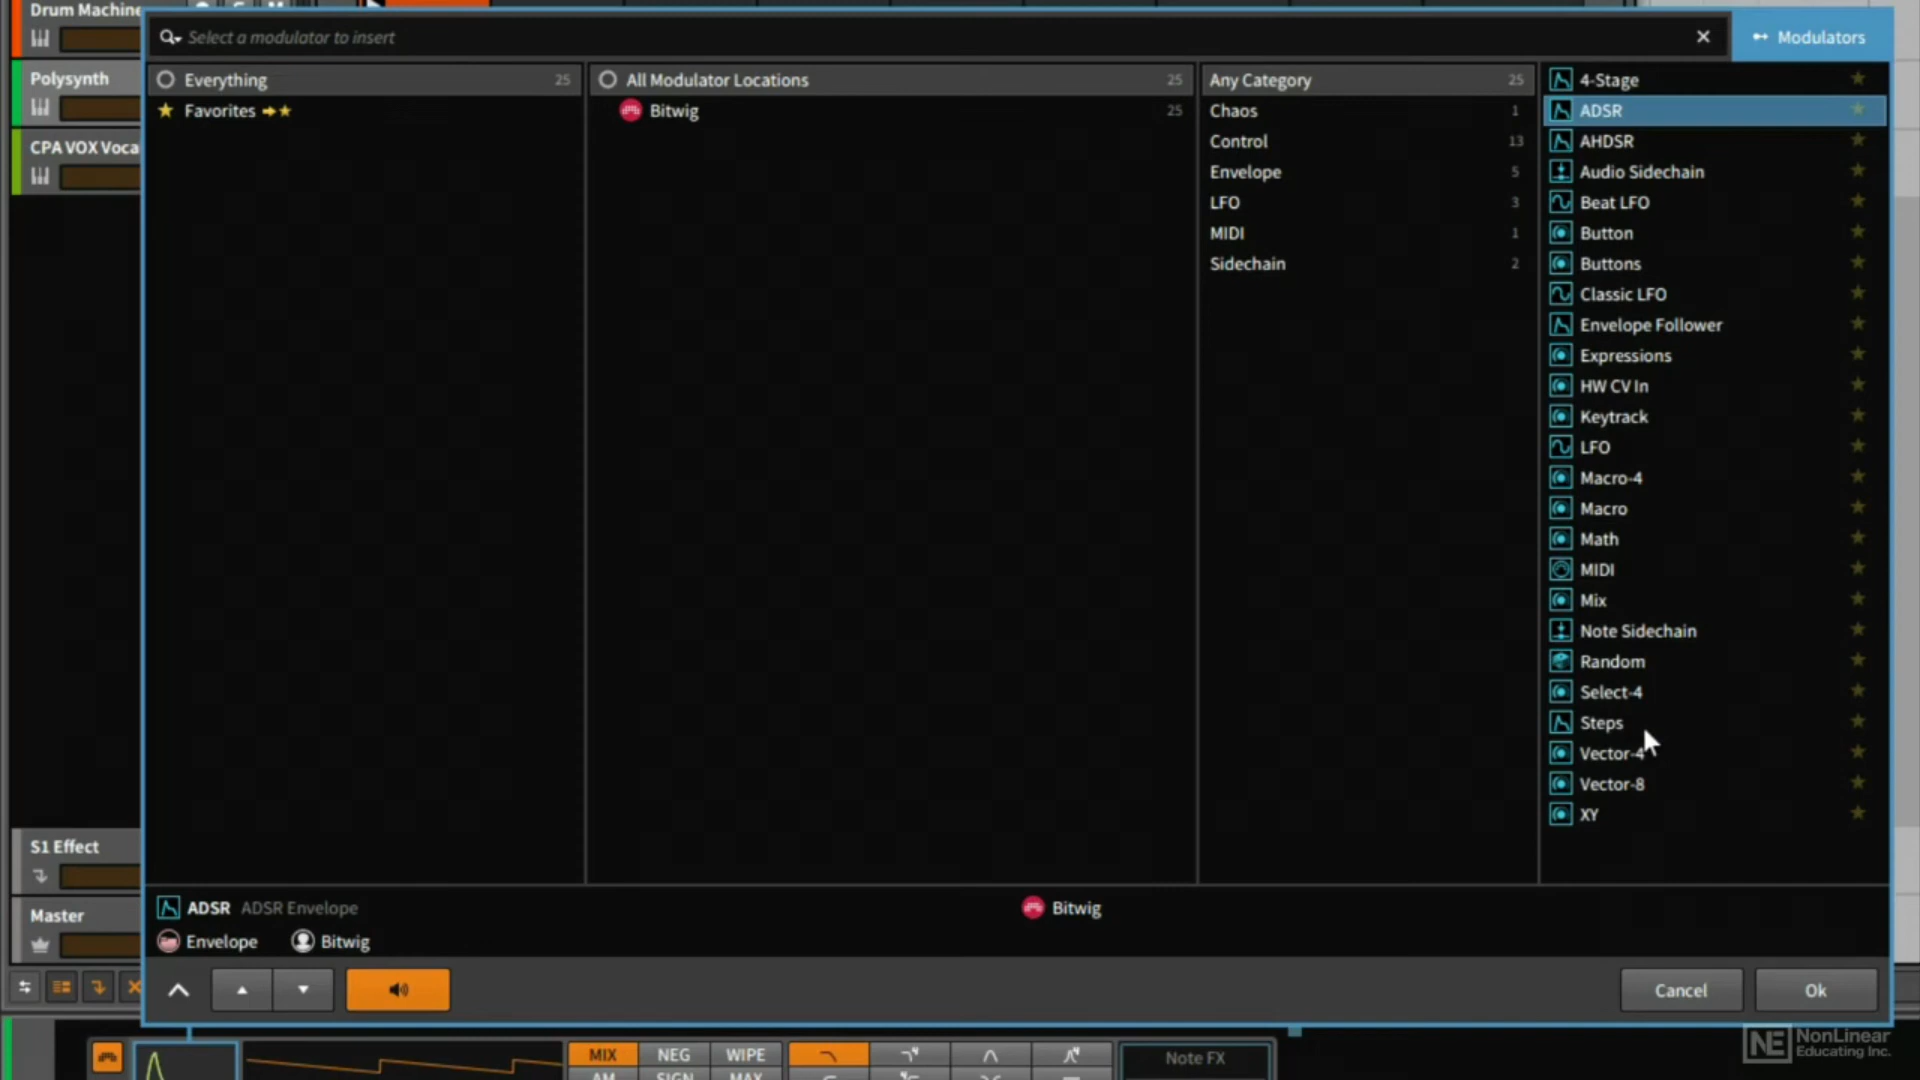 Drum Machine
Select a modulator to insert
Modulators
Polysynth
CPA VOX Voca
Everything 25
Favorites
All Modulator Locations 25
Bitwig 25
Any Category 25
Chaos 1
Control 13
Envelope 5
LFO 3
MIDI 1
Sidechain 2
4-Stage
ADSR
AHDSR
Audio Sidechain
Beat LFO
Button
Buttons
Classic LFO
Envelope Follower
Expressions
HW CV In
Keytrack
LFO
Macro-4
Macro
Math
MIDI
Mix
Note Sidechain
Random
Select-4
Steps
Vector-4
Vector-8
XY
S1 Effect
Master
ADSR ADSR Envelope
Bitwig
Envelope Bitwig
Cancel Ok
MIX NEG WIPE
AM SIGN MAX
Note FX
NE NonLinear
Educating Inc.